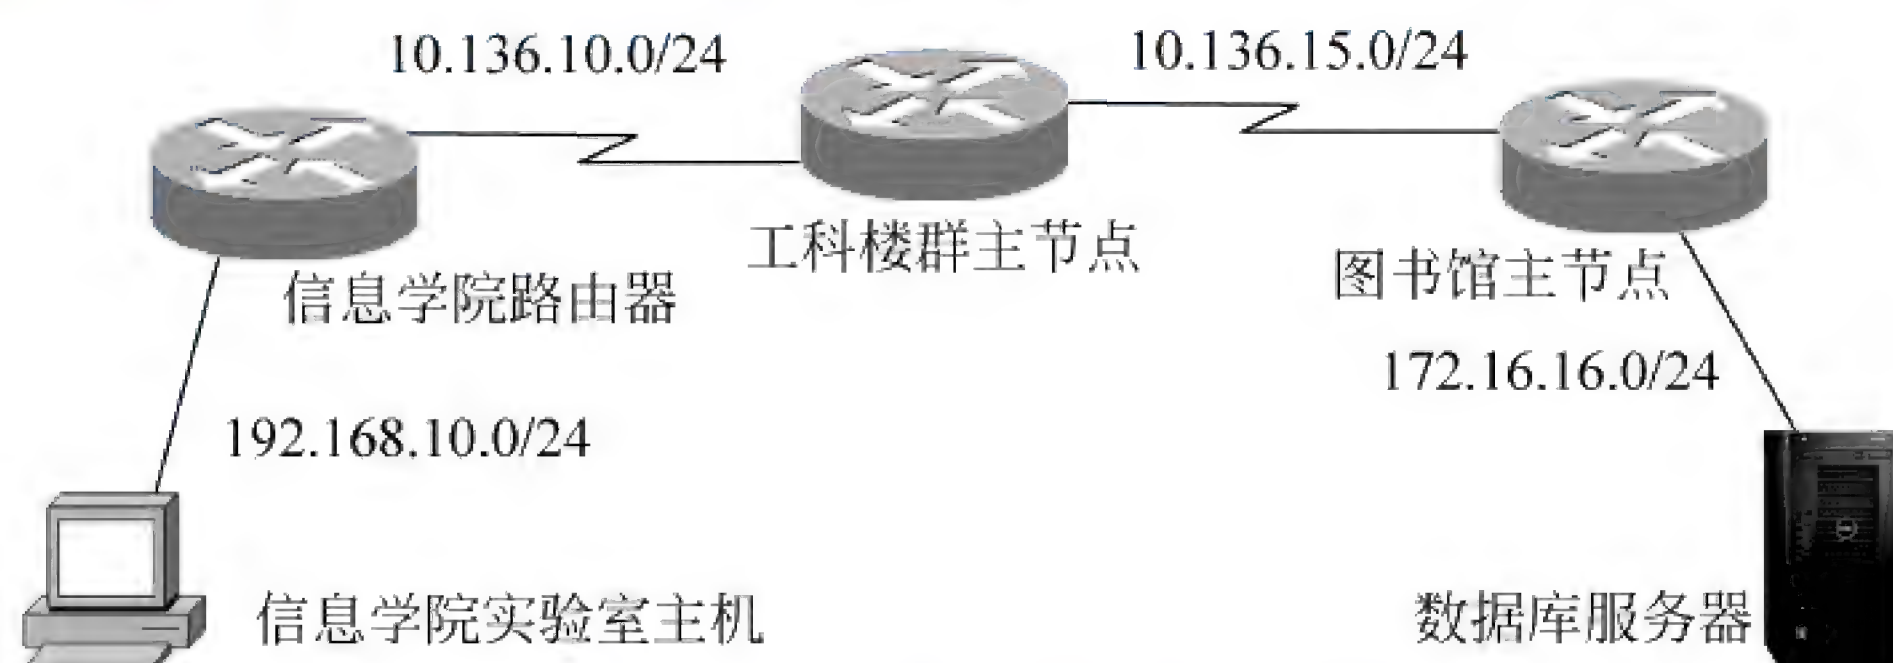 10.136.10.0/24
10.136.15.0/24
工科楼群主节点
图书馆主节点
信息学院路由器
172.16.16.0/24
192.168.10.0/24
信息学院实验室主机
数据库服务器